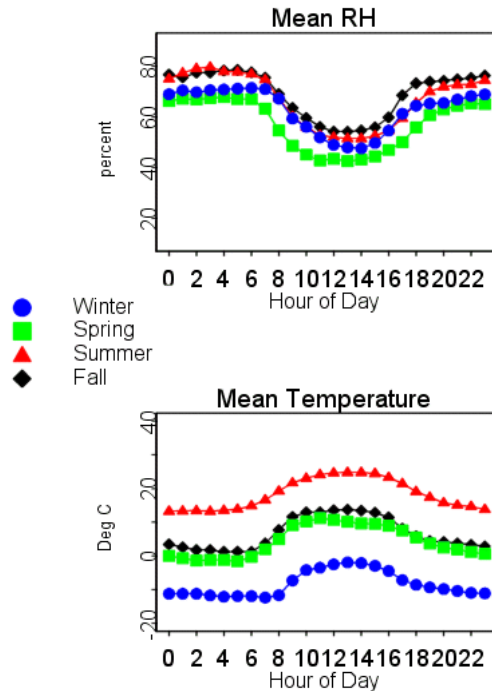 Mean RH
percent
80
60
40
20
0 2 4 6 8 10 12 14 16 18 20 22
Hour of Day
Winter
Spring
Summer
Fall
Mean Temperature
Deg C
40
20
0
-20
0 2 4 6 8 10 12 14 16 18 20 22
Hour of Day